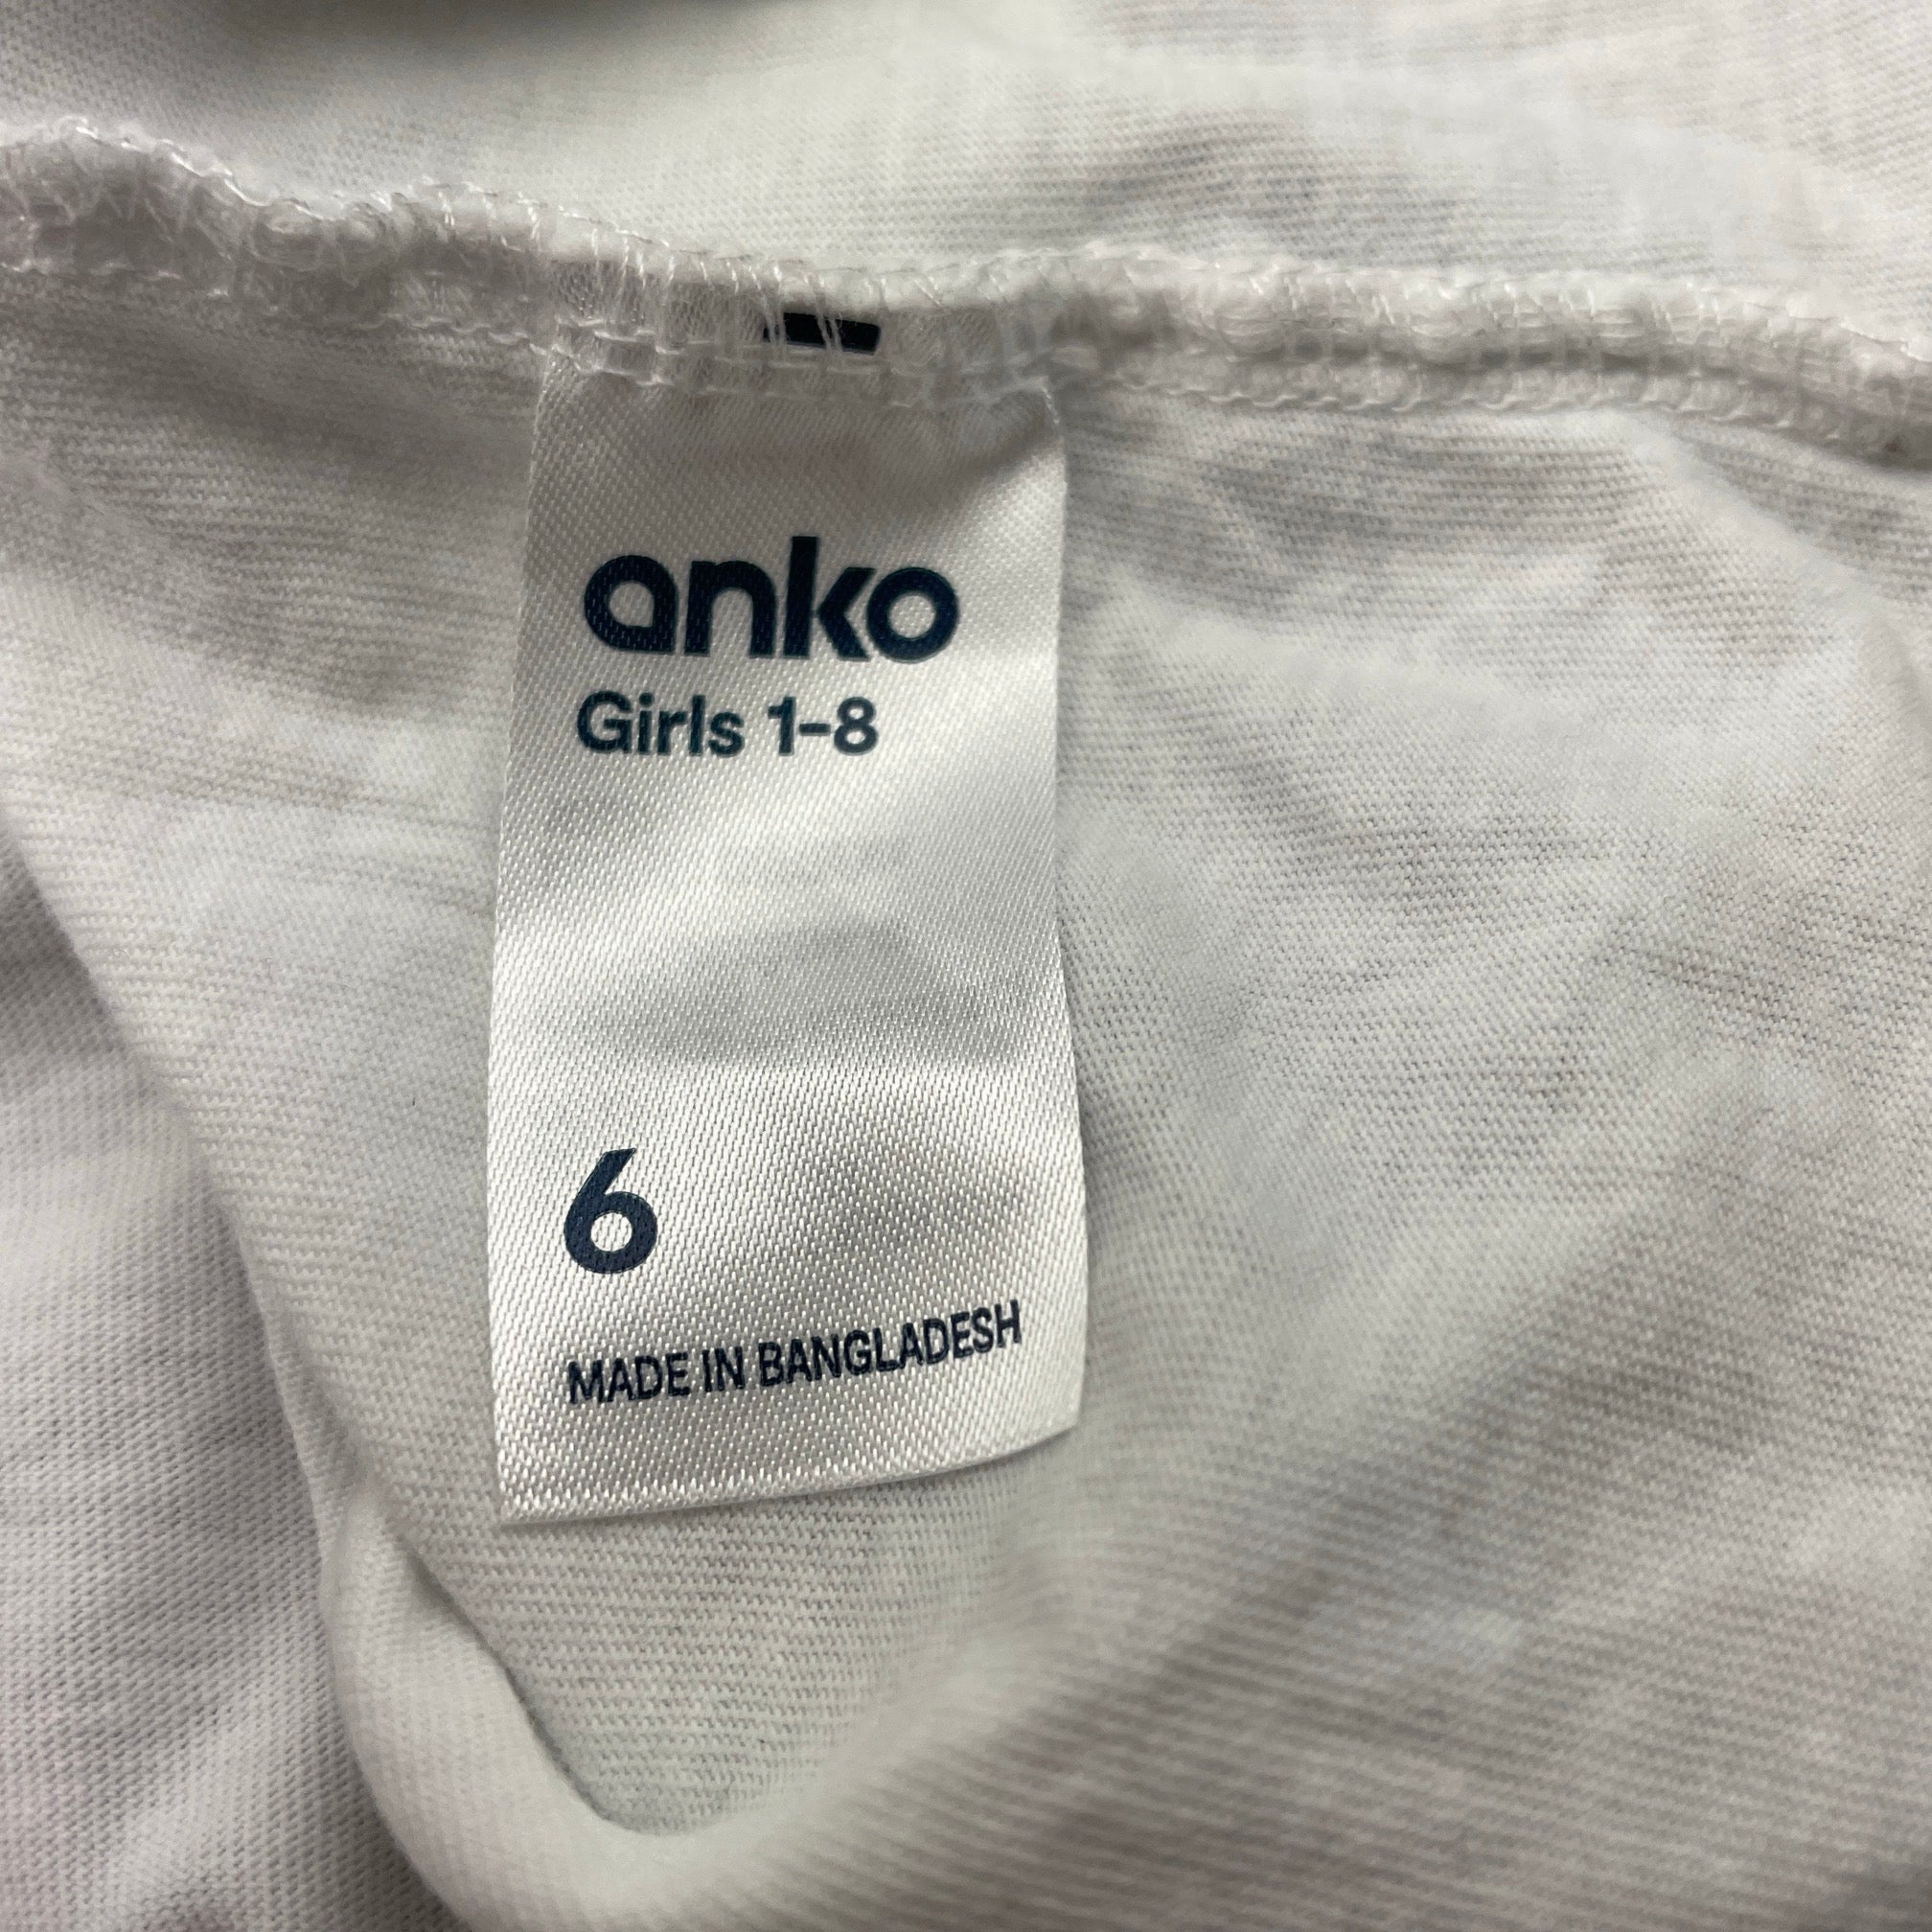 anko
Girls 1-8
6
MADE IN BANGLADESH